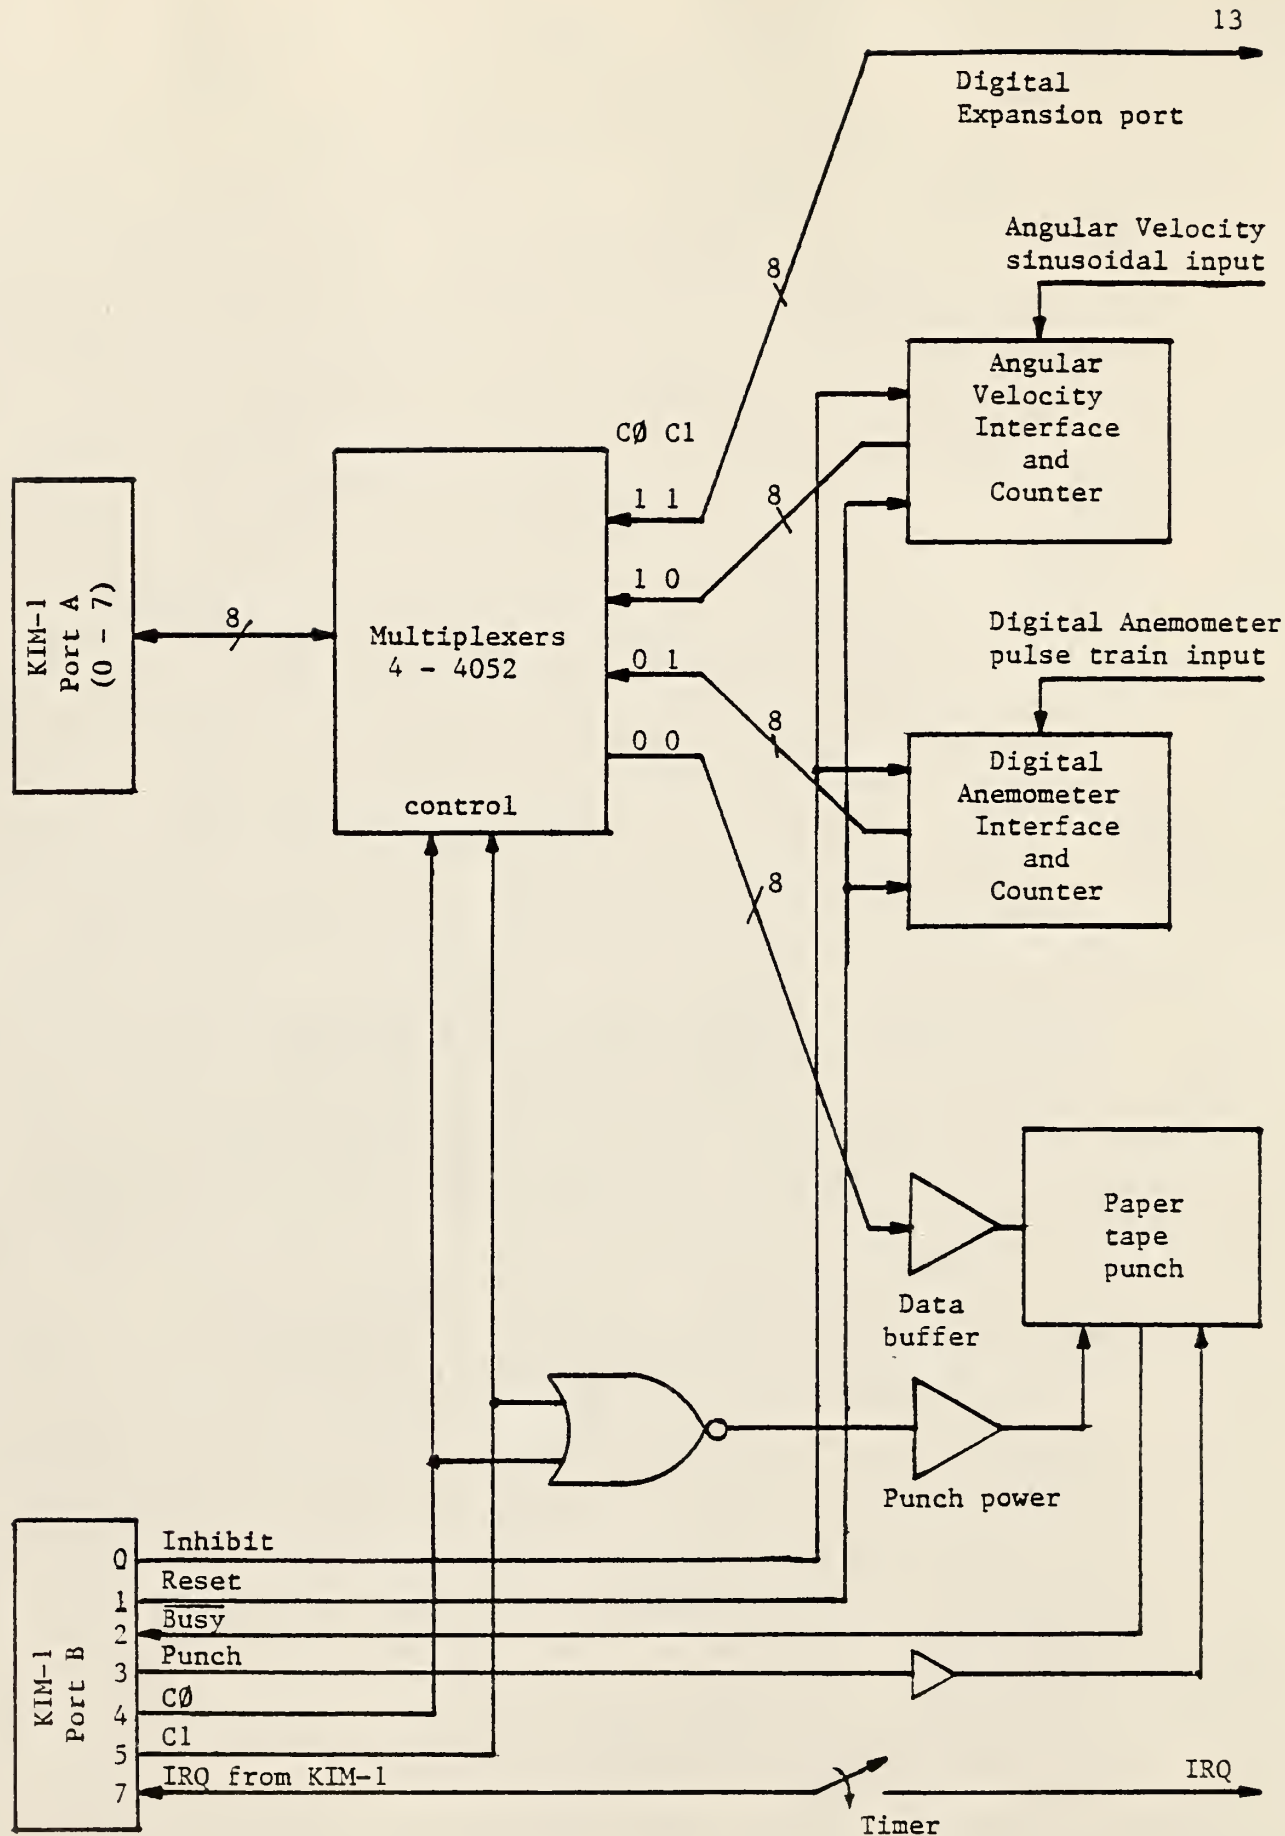 13
Digital
Expansion port
Angular Velocity
sinusoidal input
8
Angular
Velocity
Interface
and
Counter
CØ C1
1 1
8
1 0
KIM-1
Port A
(0 - 7)
8
Multiplexers
4 - 4052
0 1
Digital Anemometer
pulse train input
8
0 0
Digital
Anemometer
Interface
and
Counter
control
8
Paper
tape
punch
Data
buffer
Punch power
KIM-1
Port B
0 Inhibit
1 Reset
2 Busy
3 Punch
4 CØ
5 C1
7 IRQ from KIM-1
IRQ
Timer